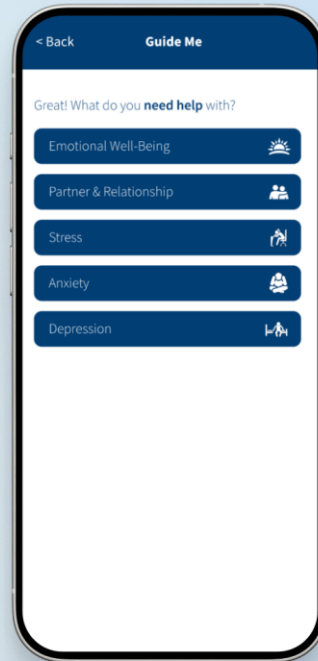 < Back Guide Me
Great! What do you need help with?
Emotional Well-Being
Partner & Relationship
Stress
Anxiety
Depression